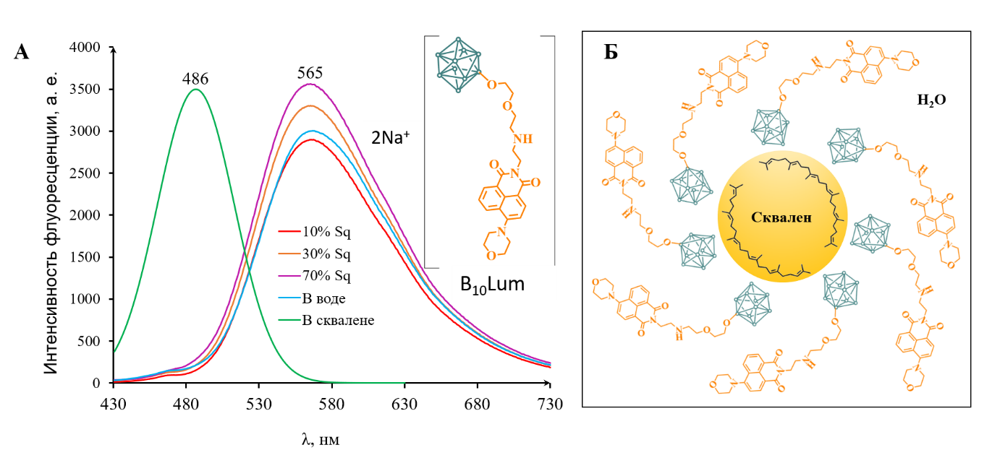 А
Интенсивность флуоресценции, а. е.
4000
3500
3000
2500
2000
1500
1000
500
0
430
480
530
580
630
680
730
λ, нм
486
565
10% Sq
30% Sq
70% Sq
В воде
В сквалене
2Na⁺
O
O
NH
O
N
O
N
O
B₁₀Lum
Б
H₂O
Сквален